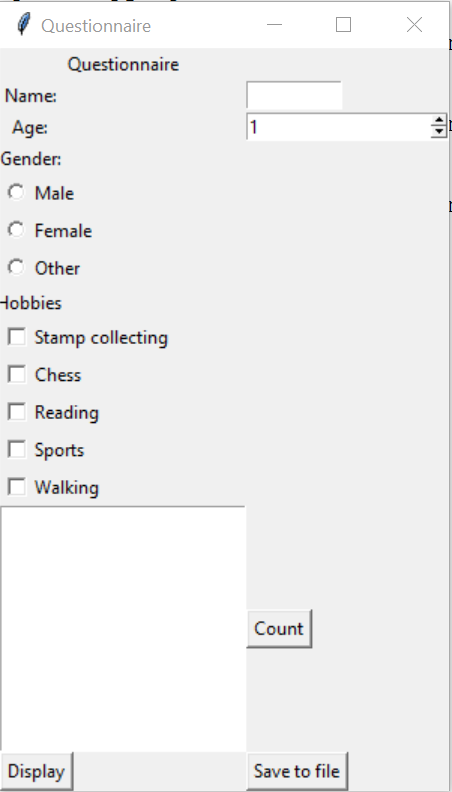 Questionnaire
Questionnaire
Name:
Age: 1
Gender:
Male
Female
Other
Hobbies
Stamp collecting
Chess
Reading
Sports
Walking
Count
Display Save to file